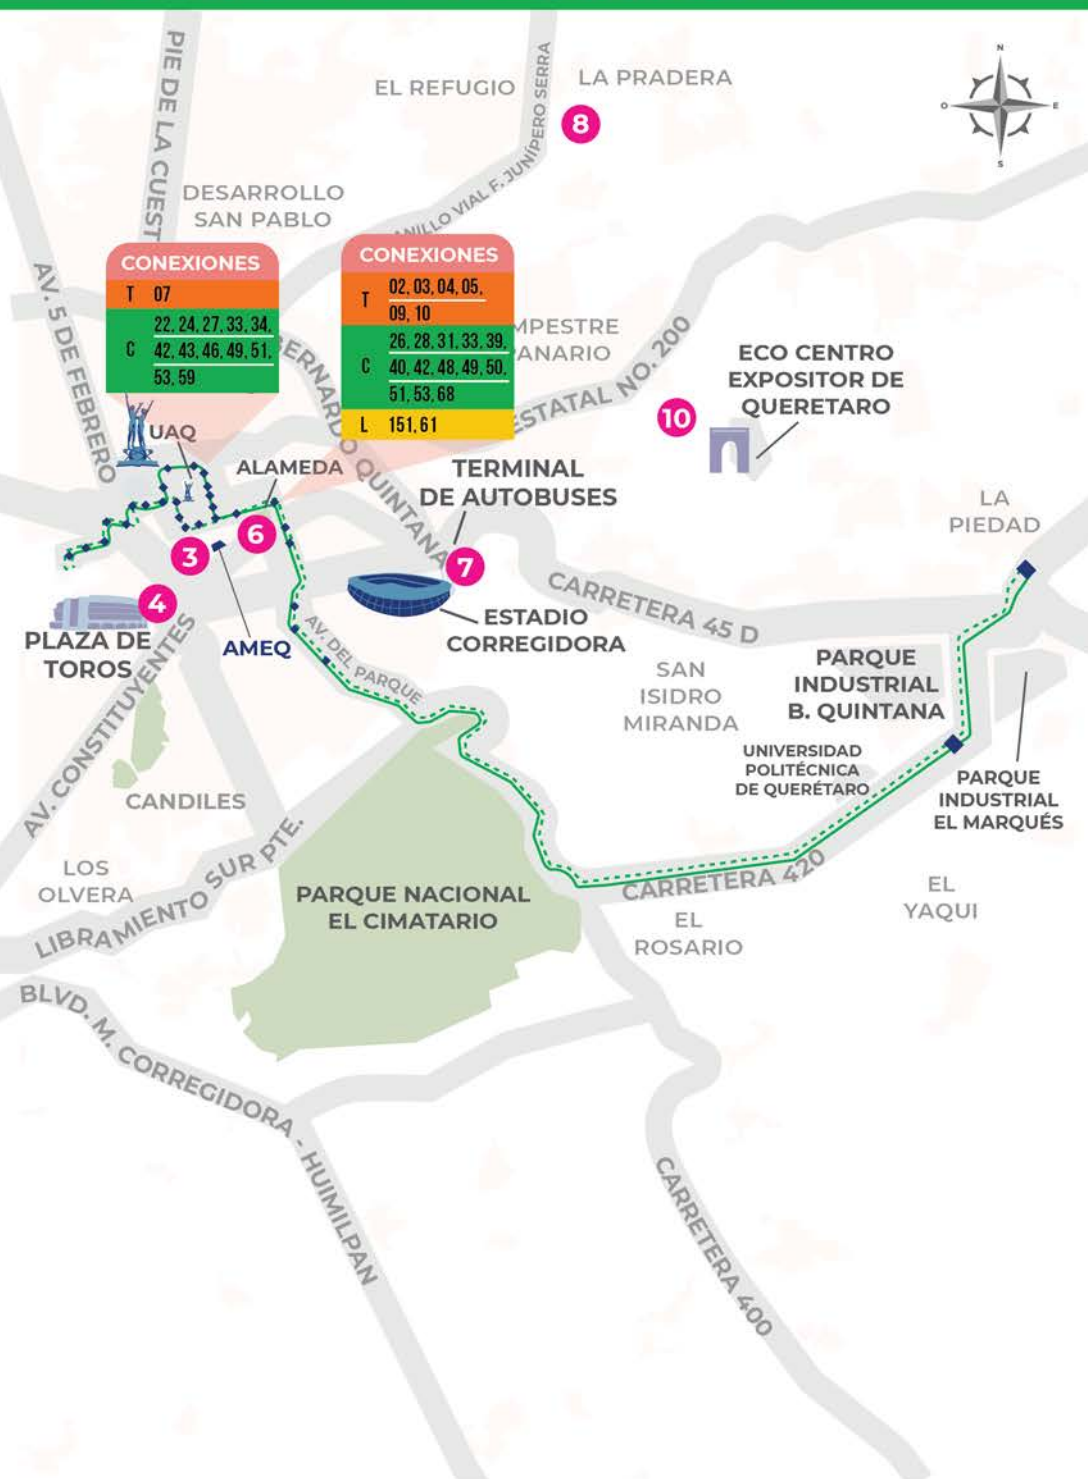 N
O
E
S
PIE DE LA CUEST
EL REFUGIO
LA PRADERA
8
ANILLO VIAL F. JUNÍPERO SERRA
DESARROLLO
SAN PABLO
AV. 5 DE FEBRERO
CONEXIONES
T 07
C 22, 24, 27, 33, 34,
42, 43, 46, 49, 51,
53, 59
CONEXIONES
T 02, 03, 04, 05,
09, 10
C 26, 28, 31, 33, 39,
40, 42, 48, 49, 50,
51, 53, 68
L 151, 61
MPESTRE
ANARIO
BERNARDO QUINTANA
ESTATAL NO. 200
10
ECO CENTRO
EXPOSITOR DE
QUERETARO
UAQ
ALAMEDA
TERMINAL
DE AUTOBUSES
LA
PIEDAD
6
3
7
4
PLAZA DE
TOROS
AMEQ
ESTADIO
CORREGIDORA
CARRETERA 45 D
AV. DEL PARQUE
SAN
ISIDRO
MIRANDA
PARQUE
INDUSTRIAL
B. QUINTANA
UNIVERSIDAD
POLITÉCNICA
DE QUERÉTARO
PARQUE
INDUSTRIAL
EL MARQUÉS
AV. CONSTITUYENTES
CANDILES
LOS
OLVERA
LIBRAMIENTO SUR PTE.
PARQUE NACIONAL
EL CIMATARIO
CARRETERA 420
EL
ROSARIO
EL
YAQUI
BLVD. M. CORREGIDORA - HUIMILPAN
CARRETERA 400